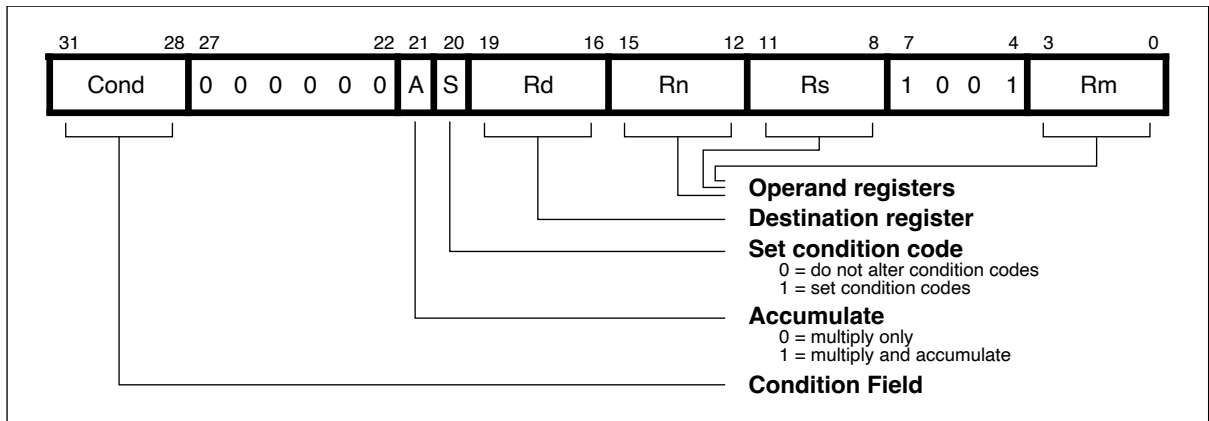 31 28 27 22 21 20 19 16 15 12 11 8 7 4 3 0
Cond 0 0 0 0 0 0 A S Rd Rn Rs 1 0 0 1 Rm
Operand registers
Destination register
Set condition code
0 = do not alter condition codes
1 = set condition codes
Accumulate
0 = multiply only
1 = multiply and accumulate
Condition Field